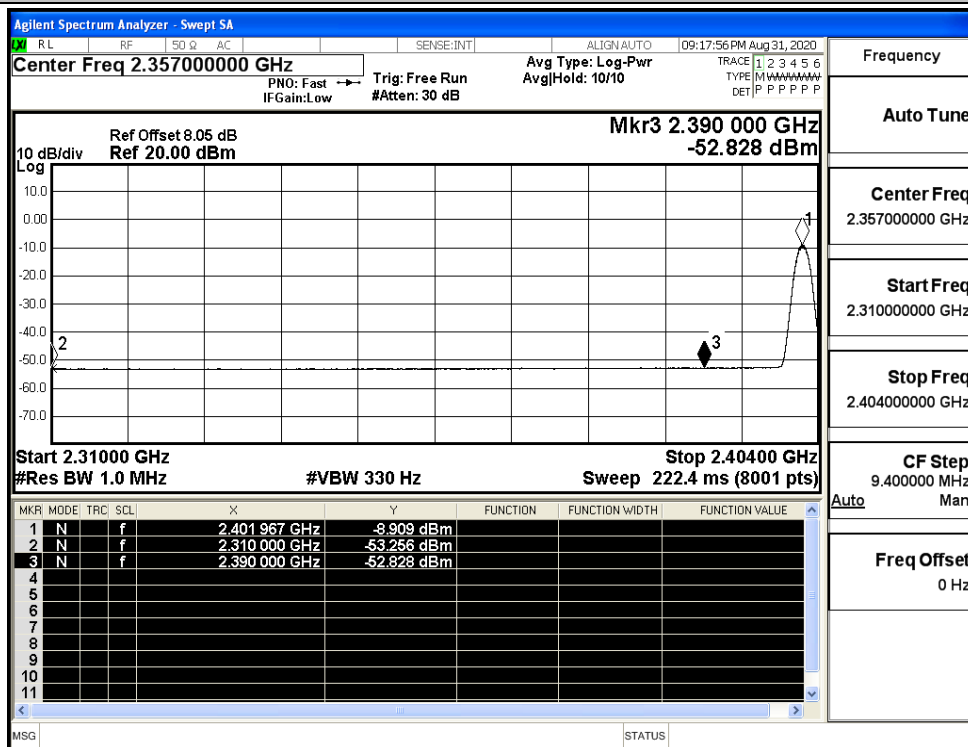 Agilent Spectrum Analyzer - Swept SA
LXI RL RF 50 Ω AC SENSE:INT ALIGN AUTO 09:17:56 PM Aug 31, 2020
Center Freq 2.357000000 GHz
PNO: Fast
IFGain:Low
Trig: Free Run
#Atten: 30 dB
Avg Type: Log-Pwr
Avg|Hold: 10/10
TRACE 1 2 3 4 5 6
TYPE M WWWWW
DET P P P P P P
Ref Offset 8.05 dB
10 dB/div Ref 20.00 dBm
Log
Mkr3 2.390 000 GHz
-52.828 dBm
10.0
0.00
-10.0
-20.0
-30.0
-40.0
-50.0
-60.0
-70.0
1
2
3
Start 2.31000 GHz Stop 2.40400 GHz
#Res BW 1.0 MHz #VBW 330 Hz Sweep 222.4 ms (8001 pts)
MKR MODE TRC SCL X Y FUNCTION FUNCTION WIDTH FUNCTION VALUE
1 N f 2.401 967 GHz -8.909 dBm
2 N f 2.310 000 GHz -53.256 dBm
3 N f 2.390 000 GHz -52.828 dBm
4
5
6
7
8
9
10
11
MSG STATUS
Frequency
Auto Tune
Center Freq
2.357000000 GHz
Start Freq
2.310000000 GHz
Stop Freq
2.404000000 GHz
CF Step
9.400000 MHz
Auto Man
Freq Offset
0 Hz